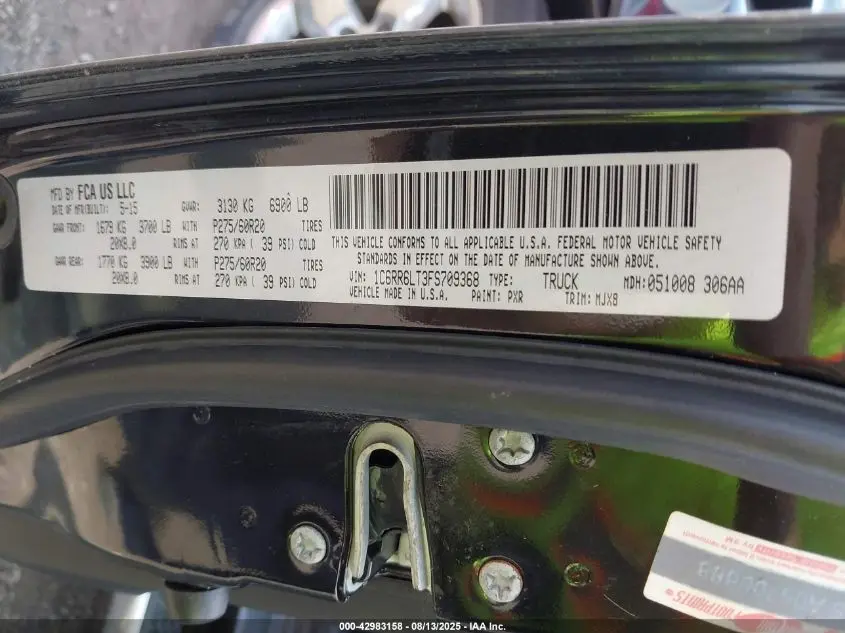 MFD BY FCA US LLC
DATE OF MFR(BUILT): 5-15 GVWR: 3130 KG 6900 LB
GAWR FRONT: 1679 KG 3700 LB WITH P275/60R20 TIRES
20X8.0 RIMS AT 270 KPA ( 39 PSI) COLD
GAWR REAR: 1770 KG 3900 LB WITH P275/60R20 TIRES
20X8.0 RIMS AT 270 KPA ( 39 PSI) COLD
THIS VEHICLE CONFORMS TO ALL APPLICABLE U.S.A. FEDERAL MOTOR VEHICLE SAFETY
STANDARDS IN EFFECT ON THE DATE OF MANUFACTURE SHOWN ABOVE.
VIN: 1C6RR6LT3FS709368 TYPE: TRUCK MDH:051008 306AA
VEHICLE MADE IN U.S.A. PAINT: PXR TRIM: MJX8
000-42983158 - 08/13/2025 - IAA Inc.